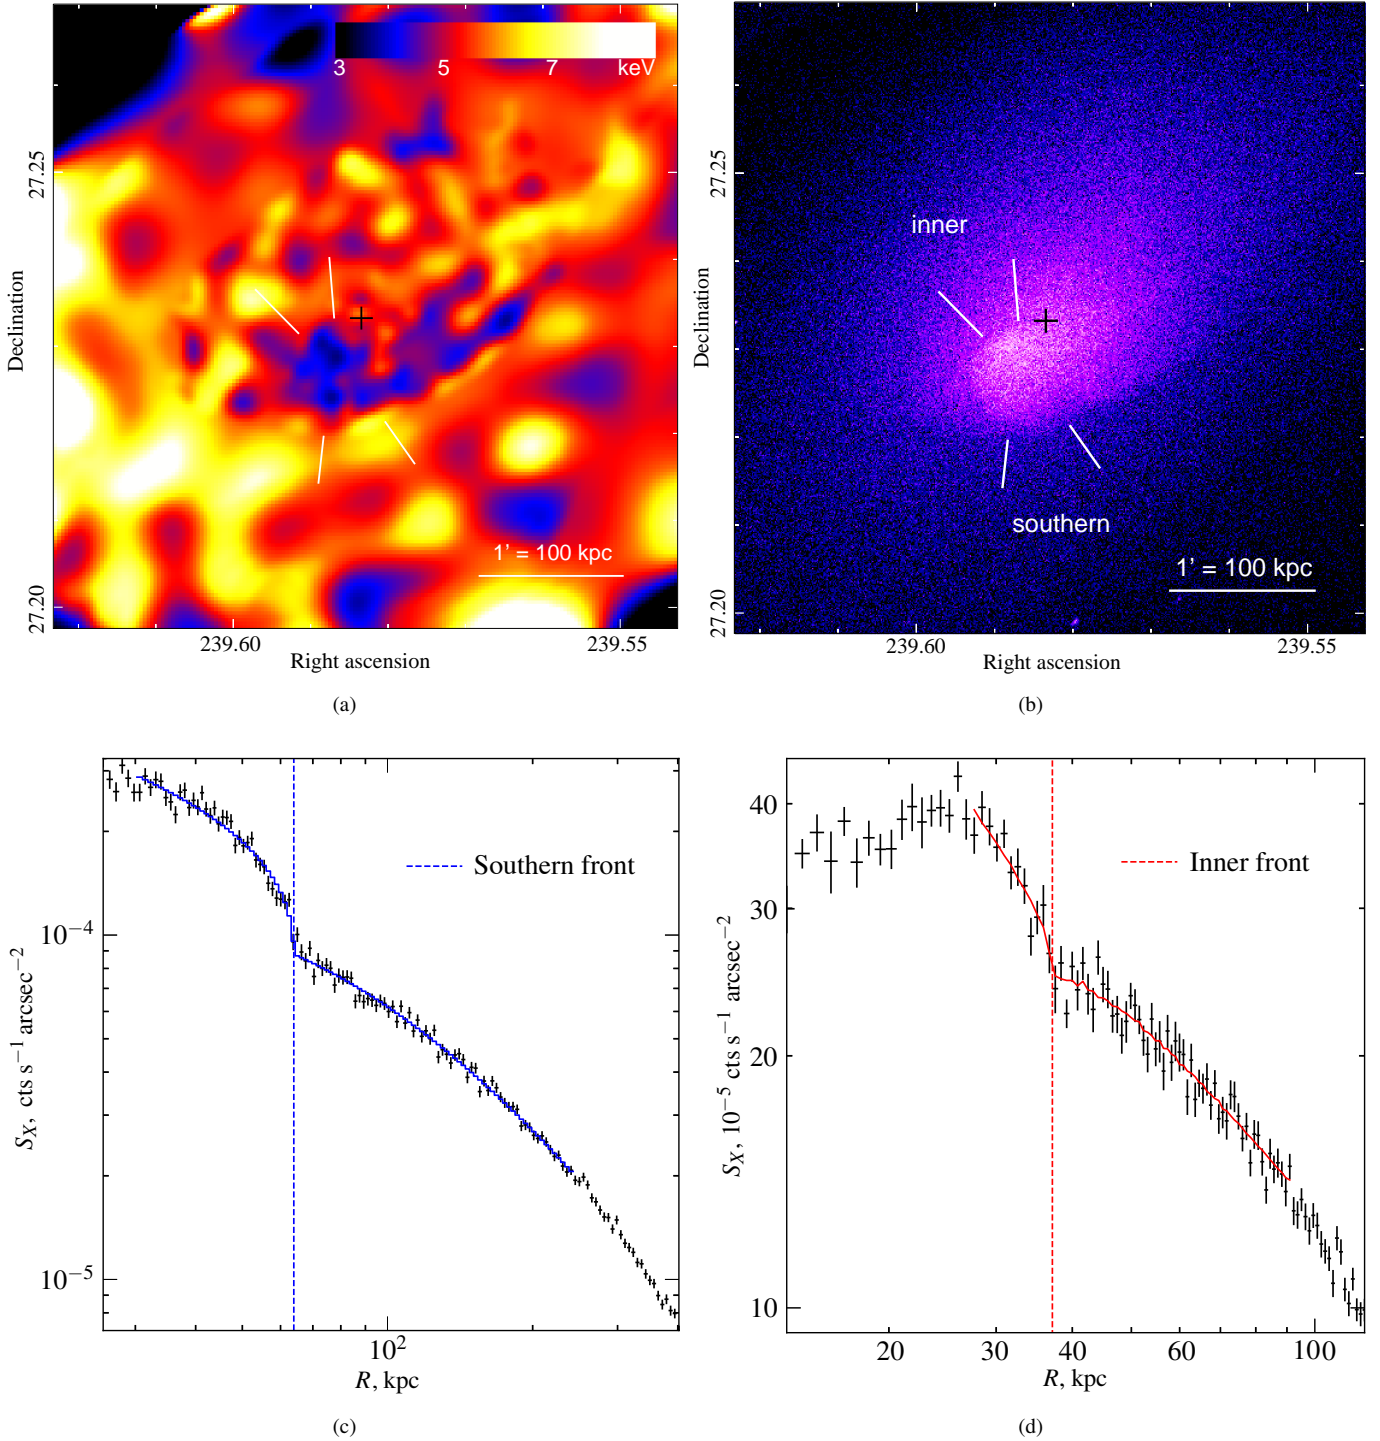 3 5 7 keV
27.25
Declination
27.20
1' = 100 kpc
239.60 239.55
Right ascension
(a)
27.25
inner
Declination
southern
1' = 100 kpc
27.20
239.60 239.55
Right ascension
(b)
Southern front
10⁻⁴
S_X, cts s⁻¹ arcsec⁻²
10⁻⁵
10²
R, kpc
(c)
40
Inner front
30
S_X, 10⁻⁵ cts s⁻¹ arcsec⁻²
20
10
20 30 40 60 100
R, kpc
(d)